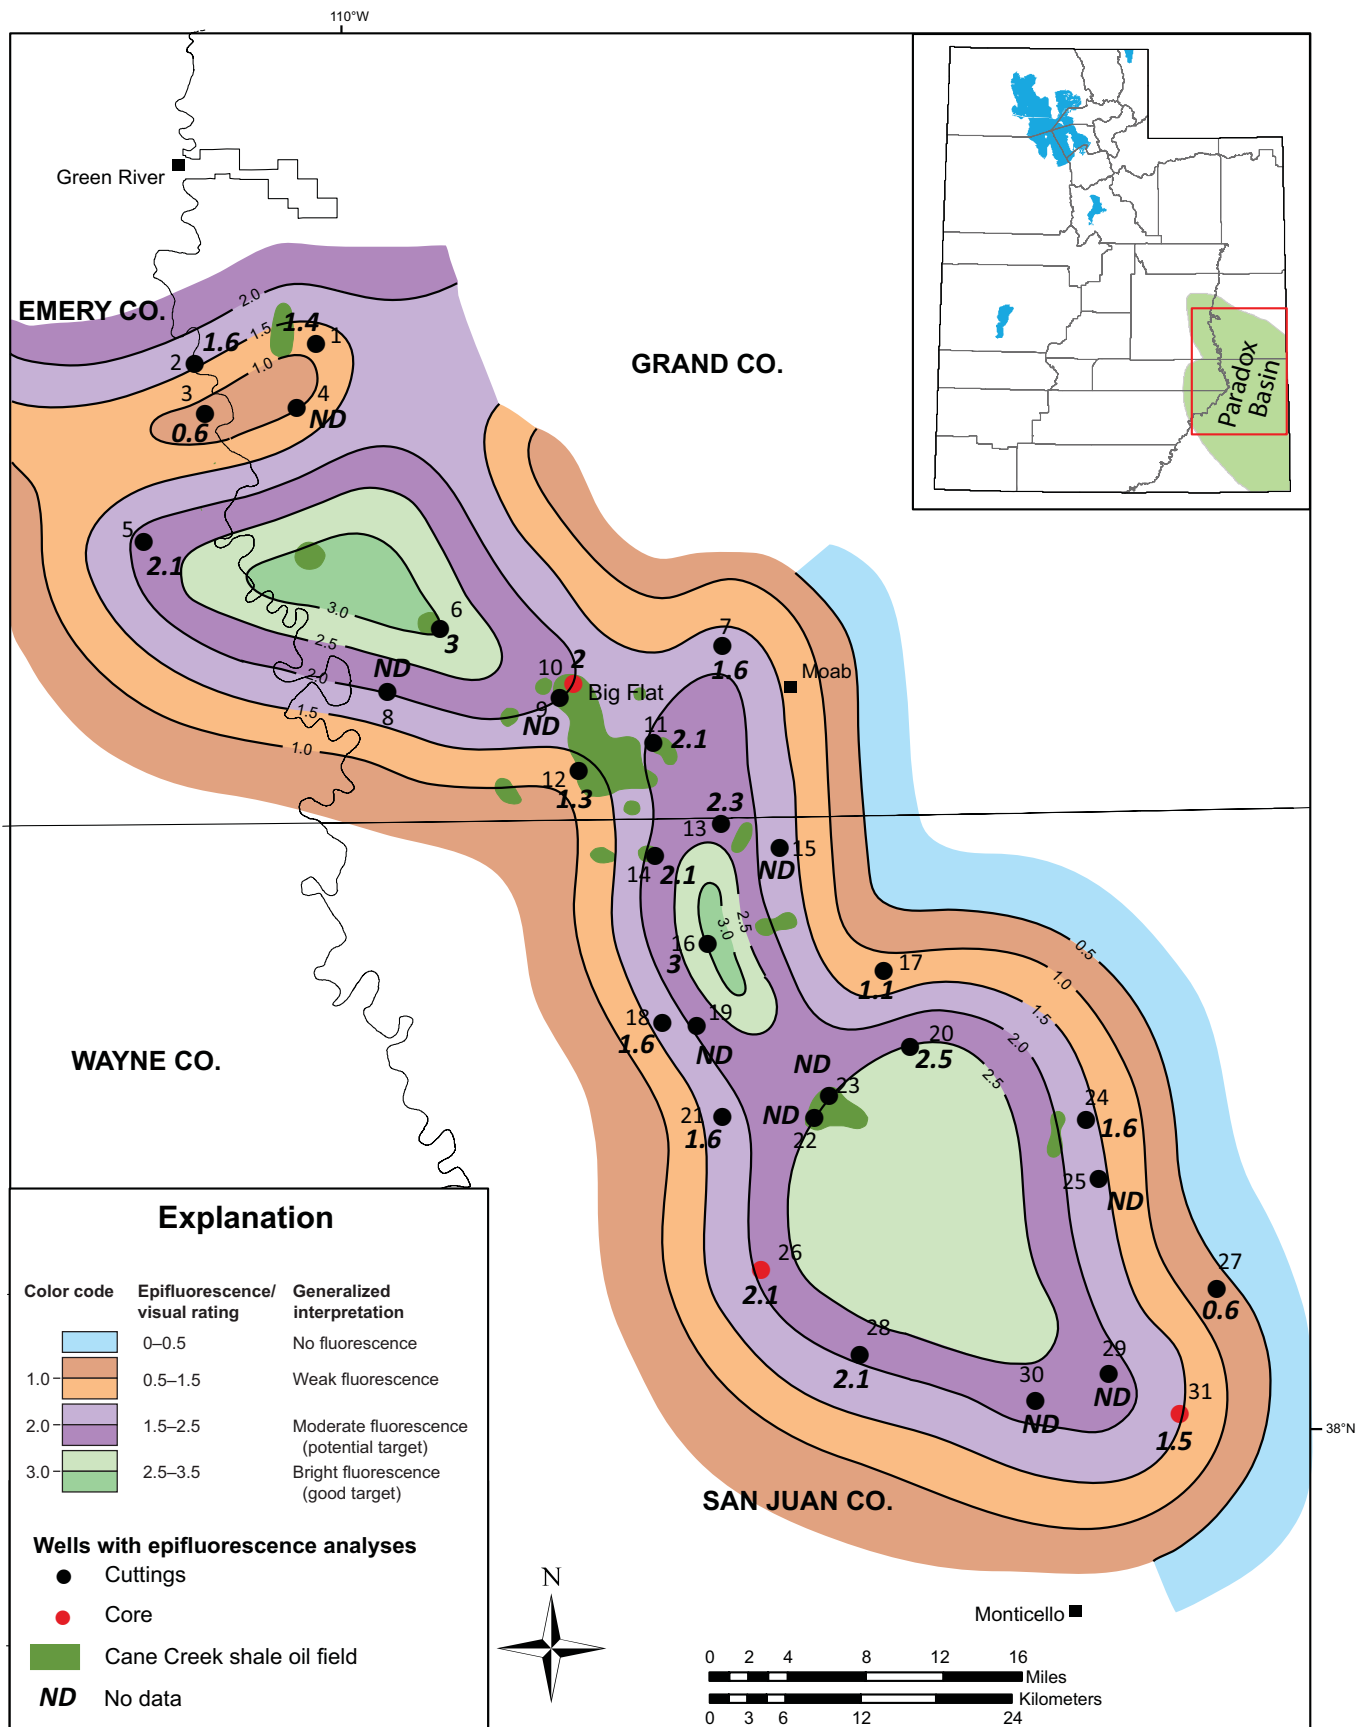 110°W
Green River
EMERY CO.
2.0
1.5
1.4
1
1.6
2
1.0
3
4
0.6
ND
GRAND CO.
Paradox
Basin
5
2.1
3.0
6
3
2.5
2.0
ND
8
1.5
1.0
7
1.6
Moab
10
2
Big Flat
9
ND
11
2.1
12
1.3
2.3
13
15
ND
14
2.1
2.5
3.0
16
3
17
1.1
0.5
1.0
1.5
2.0
2.5
18
1.6
19
ND
WAYNE CO.
20
2.5
ND
23
ND
22
21
1.6
24
1.6
25
ND
26
2.1
27
0.6
28
2.1
29
ND
30
ND
31
1.5
38°N
SAN JUAN CO.
Monticello
Explanation
Color code Epifluorescence/ Generalized
visual rating interpretation
0–0.5 No fluorescence
1.0 0.5–1.5 Weak fluorescence
2.0 1.5–2.5 Moderate fluorescence
(potential target)
3.0 2.5–3.5 Bright fluorescence
(good target)
Wells with epifluorescence analyses
Cuttings
Core
Cane Creek shale oil field
ND No data
N
0 2 4 8 12 16
Miles
Kilometers
0 3 6 12 24